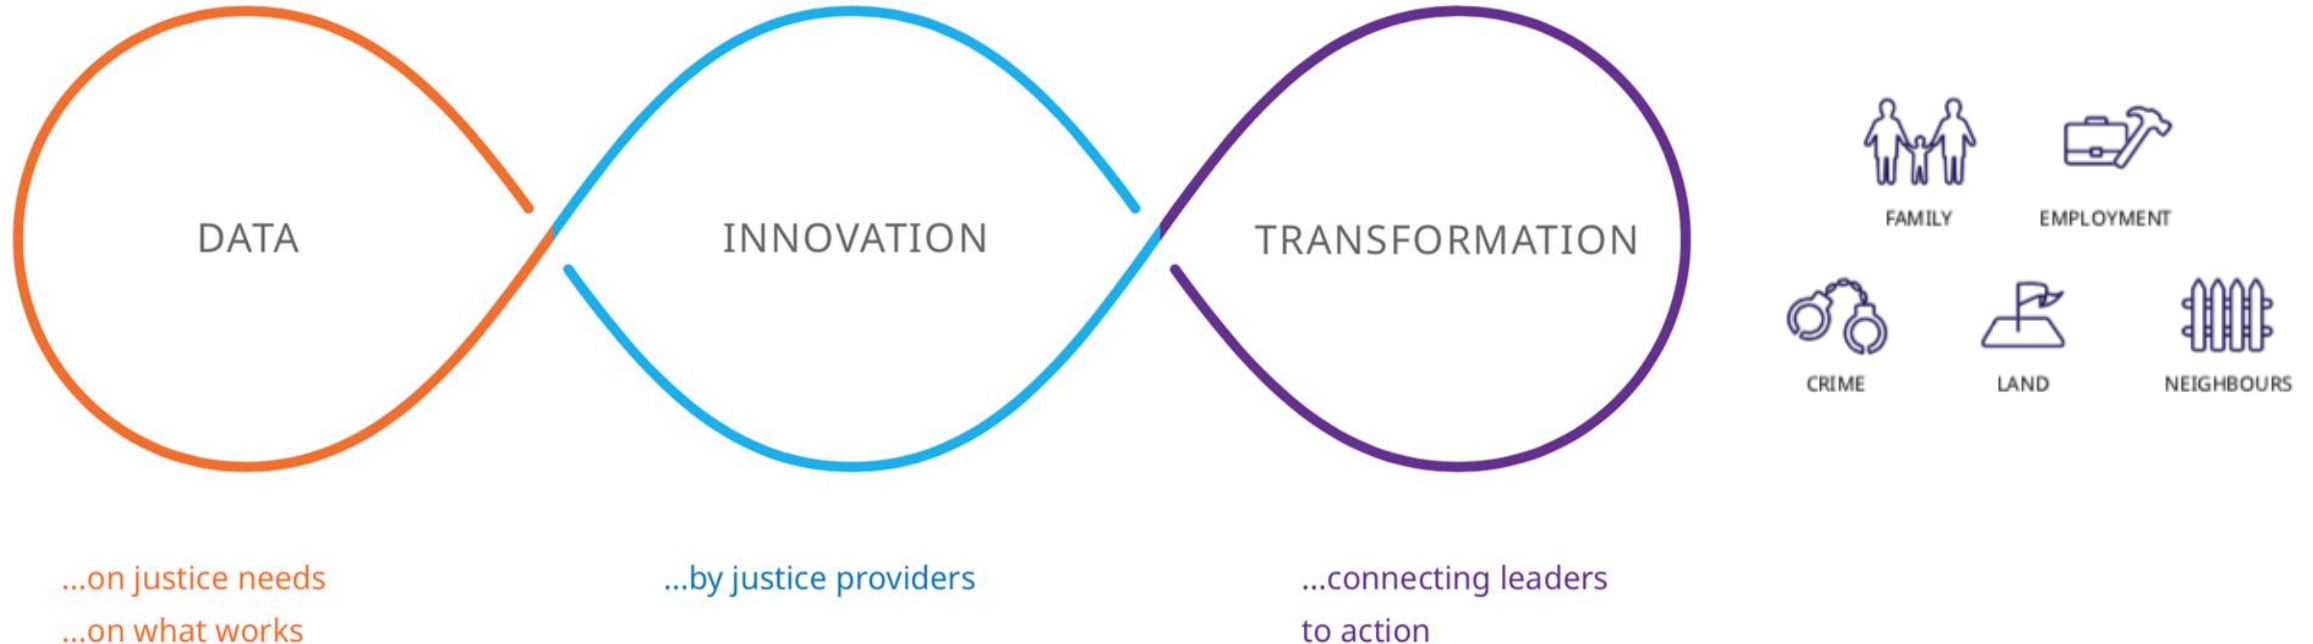 DATA
INNOVATION
TRANSFORMATION
FAMILY
EMPLOYMENT
CRIME
LAND
NEIGHBOURS
...on justice needs
...on what works
...by justice providers
...connecting leaders
to action